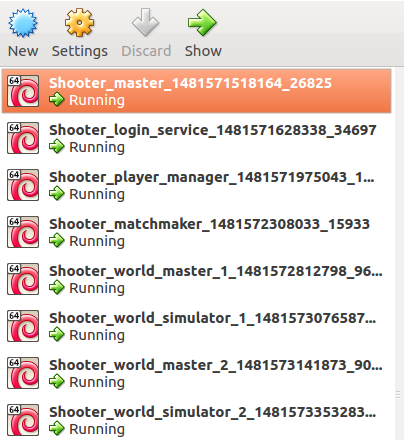 New Settings Discard Show
64 Shooter_master_1481571518164_26825
Running
64 Shooter_login_service_1481571628338_34697
Running
64 Shooter_player_manager_1481571975043_1...
Running
64 Shooter_matchmaker_1481572308033_15933
Running
64 Shooter_world_master_1_1481572812798_96...
Running
64 Shooter_world_simulator_1_1481573076587...
Running
64 Shooter_world_master_2_1481573141873_90...
Running
64 Shooter_world_simulator_2_1481573353283...
Running